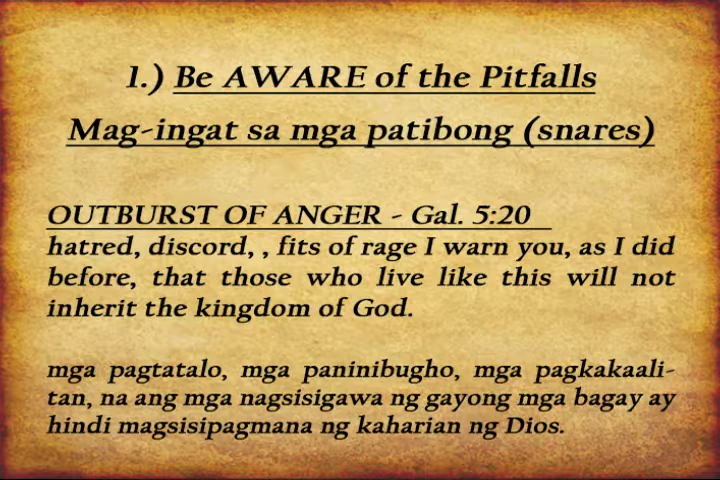 1.) Be AWARE of the Pitfalls
Mag-ingat sa mga patibong (snares)
OUTBURST OF ANGER - Gal. 5:20
hatred, discord, , fits of rage I warn you, as I did
before, that those who live like this will not
inherit the kingdom of God.
mga pagtatalo, mga paninibugho, mga pagkakaali-
tan, na ang mga nagsisigawa ng gayong mga bagay ay
hindi magsisipagmana ng kaharian ng Dios.